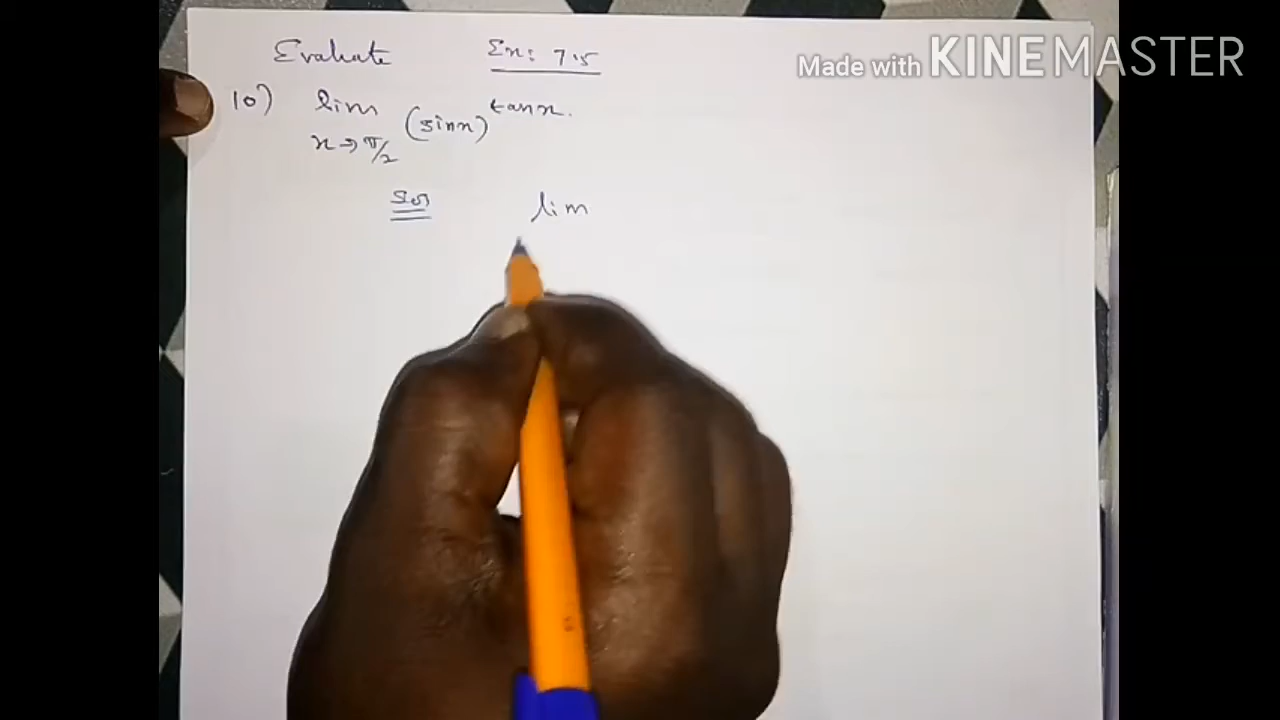 Evaluate Ex: 7.5
10) lim (sinx)^tanx.
x→π/2
Sol lim
Made with KINEMASTER